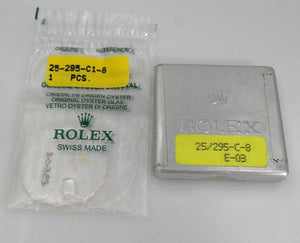 25-295-C1-8
1 PCS.
CRISTAL DE ORIGEN OYSTER
ORIGINAL OYSTER GLAS
VETRO OYSTER DI ORIGINE
ROLEX
SWISS MADE
ROLEX
25/295-C-8
E-03